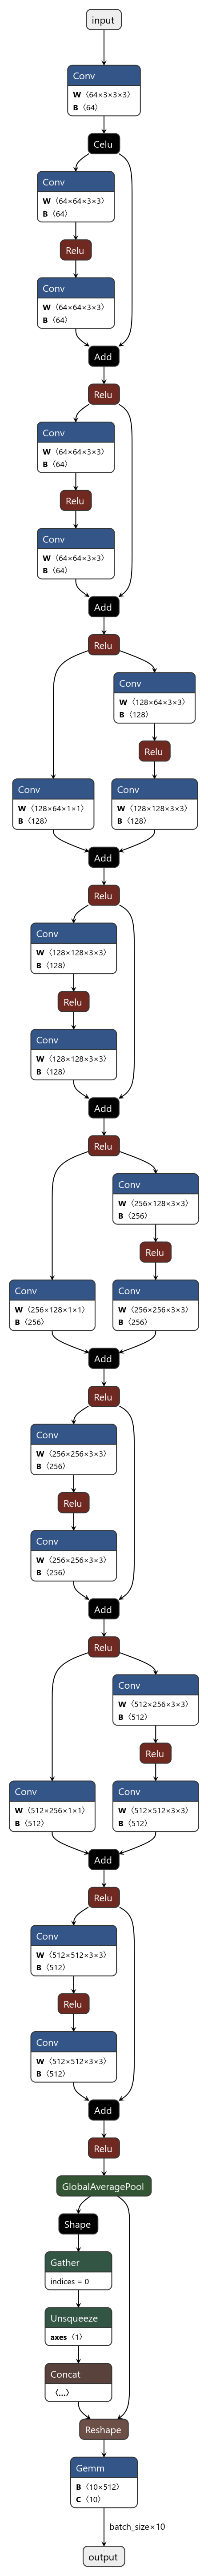 input
Conv
W ⟨64×3×3×3⟩
B ⟨64⟩
Celu
Conv
W ⟨64×64×3×3⟩
B ⟨64⟩
Relu
Conv
W ⟨64×64×3×3⟩
B ⟨64⟩
Add
Relu
Conv
W ⟨64×64×3×3⟩
B ⟨64⟩
Relu
Conv
W ⟨64×64×3×3⟩
B ⟨64⟩
Add
Relu
Conv
W ⟨128×64×3×3⟩
B ⟨128⟩
Relu
Conv
W ⟨128×64×1×1⟩
B ⟨128⟩
Conv
W ⟨128×128×3×3⟩
B ⟨128⟩
Add
Relu
Conv
W ⟨128×128×3×3⟩
B ⟨128⟩
Relu
Conv
W ⟨128×128×3×3⟩
B ⟨128⟩
Add
Relu
Conv
W ⟨256×128×3×3⟩
B ⟨256⟩
Relu
Conv
W ⟨256×128×1×1⟩
B ⟨256⟩
Conv
W ⟨256×256×3×3⟩
B ⟨256⟩
Add
Relu
Conv
W ⟨256×256×3×3⟩
B ⟨256⟩
Relu
Conv
W ⟨256×256×3×3⟩
B ⟨256⟩
Add
Relu
Conv
W ⟨512×256×3×3⟩
B ⟨512⟩
Relu
Conv
W ⟨512×256×1×1⟩
B ⟨512⟩
Conv
W ⟨512×512×3×3⟩
B ⟨512⟩
Add
Relu
Conv
W ⟨512×512×3×3⟩
B ⟨512⟩
Relu
Conv
W ⟨512×512×3×3⟩
B ⟨512⟩
Add
Relu
GlobalAveragePool
Shape
Gather
indices = 0
Unsqueeze
axes ⟨1⟩
Concat
⟨...⟩
Reshape
Gemm
B ⟨10×512⟩
C ⟨10⟩
batch_size×10
output